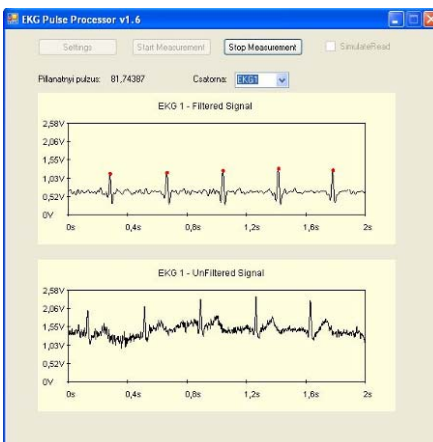 EKG Pulse Processor v1.6
Settings Start Measurement Stop Measurement SimulateRead
Pillanatnyi pulzus: 81,74387 Csatorna: EKG1
EKG 1 - Filtered Signal
2,58V
2,06V
1,55V
1,03V
0,52V
0V
0s 0,4s 0,8s 1,2s 1,6s 2s
EKG 1 - UnFiltered Signal
2,58V
2,06V
1,55V
1,03V
0,52V
0V
0s 0,4s 0,8s 1,2s 1,6s 2s